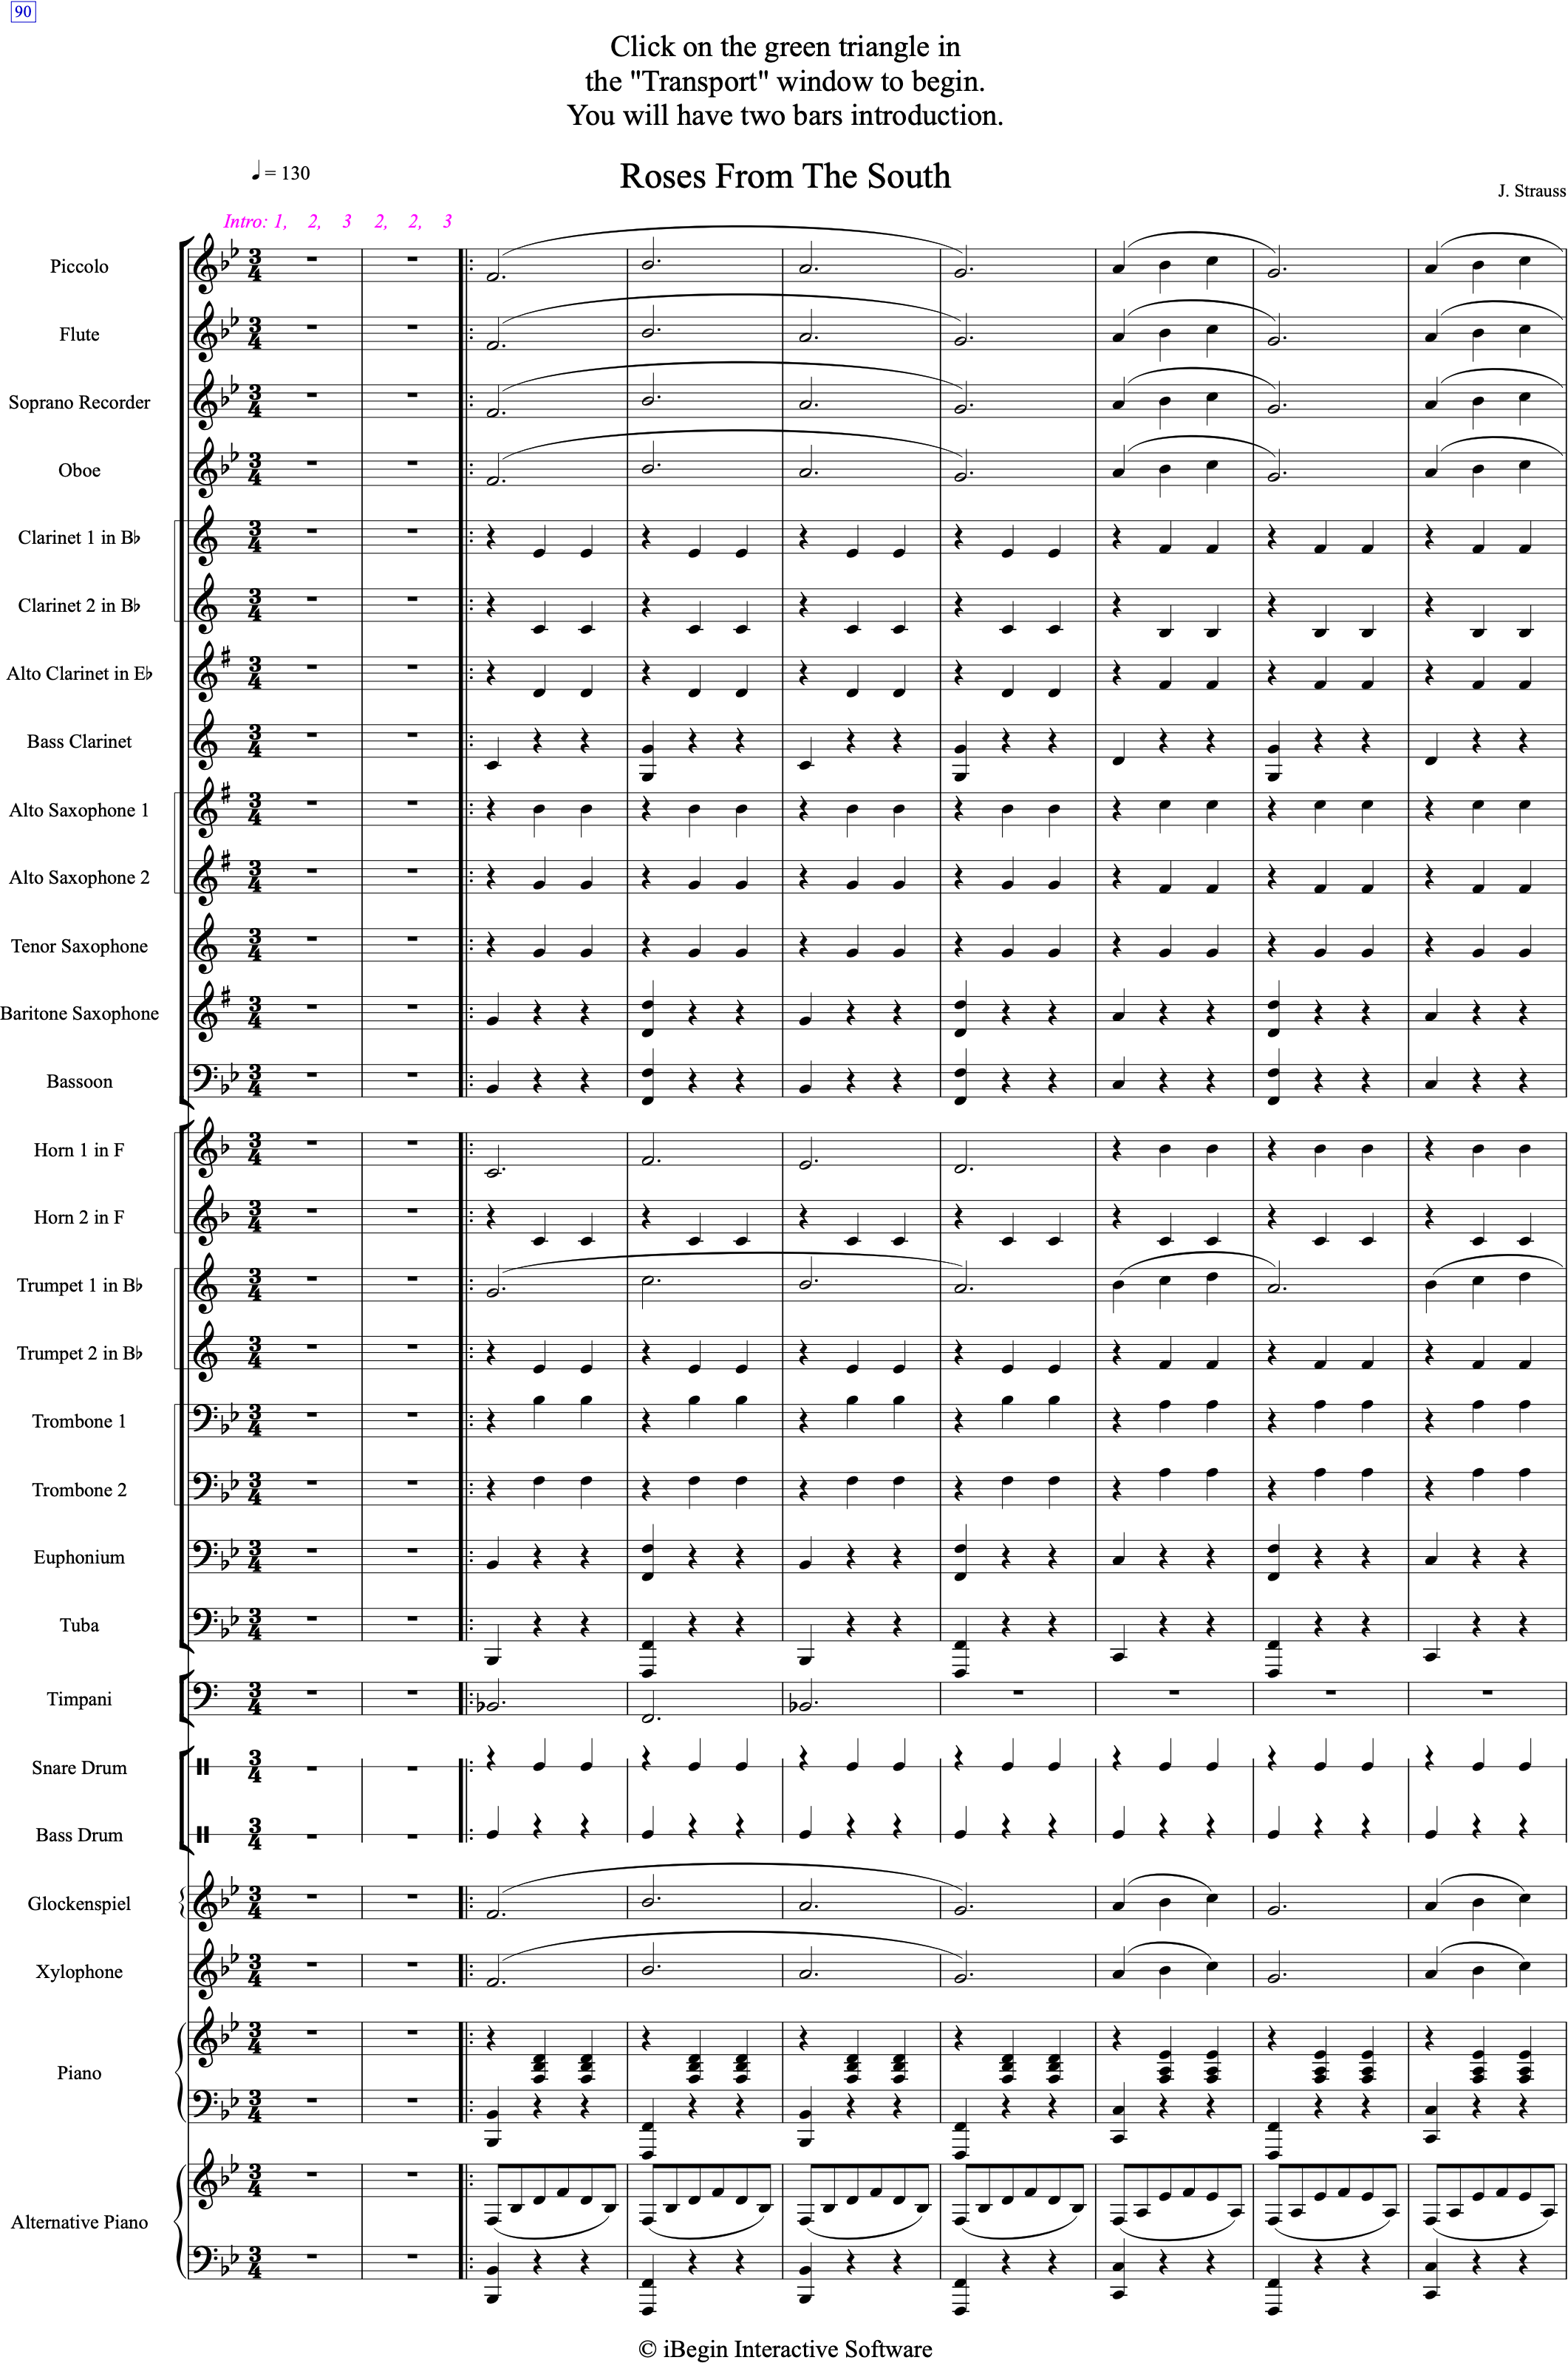 90
Click on the green triangle in
the "Transport" window to begin.
You will have two bars introduction.
♩ = 130
Roses From The South
J. Strauss
Intro: 1, 2, 3 2, 2, 3
Piccolo
Flute
Soprano Recorder
Oboe
Clarinet 1 in B♭
Clarinet 2 in B♭
Alto Clarinet in E♭
Bass Clarinet
Alto Saxophone 1
Alto Saxophone 2
Tenor Saxophone
Baritone Saxophone
Bassoon
Horn 1 in F
Horn 2 in F
Trumpet 1 in B♭
Trumpet 2 in B♭
Trombone 1
Trombone 2
Euphonium
Tuba
Timpani
Snare Drum
Bass Drum
Glockenspiel
Xylophone
Piano
Alternative Piano
© iBegin Interactive Software